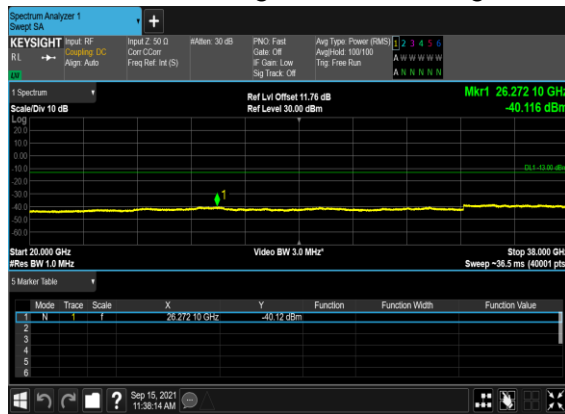 Spectrum Analyzer 1
Swept SA
KEYSIGHT Input: RF Input Z: 50 Ω #Atten: 30 dB PNO: Fast Avg Type: Power (RMS) 1 2 3 4 5 6
RL Coupling: DC Corr CCorr Gate: Off Avg|Hold: 100/100 A W W W W W
Align: Auto Freq Ref: Int (S) IF Gain: Low Trig: Free Run
Sig Track: Off A N N N N N
LW
1 Spectrum Ref Lvl Offset 11.76 dB Mkr1 26.272 10 GHz
Scale/Div 10 dB Ref Level 30.00 dBm -40.116 dBm
Log
20.0
10.0
0.00
-10.0 DL1 -13.00 dBm
-20.0
-30.0
1
-40.0
-50.0
-60.0
Start 20.000 GHz Video BW 3.0 MHz* Stop 38.000 GHz
#Res BW 1.0 MHz Sweep ~36.5 ms (40001 pts
5 Marker Table
Mode Trace Scale X Y Function Function Width Function Value
1 N 1 f 26.272 10 GHz -40.12 dBm
2
3
4
5
6
? Sep 15, 2021
11:38:14 AM